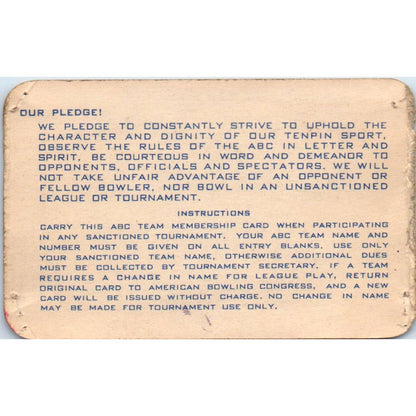 OUR PLEDGE!
WE PLEDGE TO CONSTANTLY STRIVE TO UPHOLD THE
CHARACTER AND DIGNITY OF OUR TENPIN SPORT,
OBSERVE THE RULES OF THE ABC IN LETTER AND
SPIRIT, BE COURTEOUS IN WORD AND DEMEANOR TO
OPPONENTS, OFFICIALS AND SPECTATORS. WE WILL
NOT TAKE UNFAIR ADVANTAGE OF AN OPPONENT OR
FELLOW BOWLER, NOR BOWL IN AN UNSANCTIONED
LEAGUE OR TOURNAMENT.
INSTRUCTIONS
CARRY THIS ABC TEAM MEMBERSHIP CARD WHEN PARTICIPATING
IN ANY SANCTIONED TOURNAMENT. YOUR ABC TEAM NAME AND
NUMBER MUST BE GIVEN ON ALL ENTRY BLANKS. USE ONLY
YOUR SANCTIONED TEAM NAME, OTHERWISE ADDITIONAL DUES
MUST BE COLLECTED BY TOURNAMENT SECRETARY. IF A TEAM
REQUIRES A CHANGE IN NAME FOR LEAGUE PLAY, RETURN
ORIGINAL CARD TO AMERICAN BOWLING CONGRESS, AND A NEW
CARD WILL BE ISSUED WITHOUT CHARGE. NO CHANGE IN NAME
MAY BE MADE FOR TOURNAMENT USE ONLY.